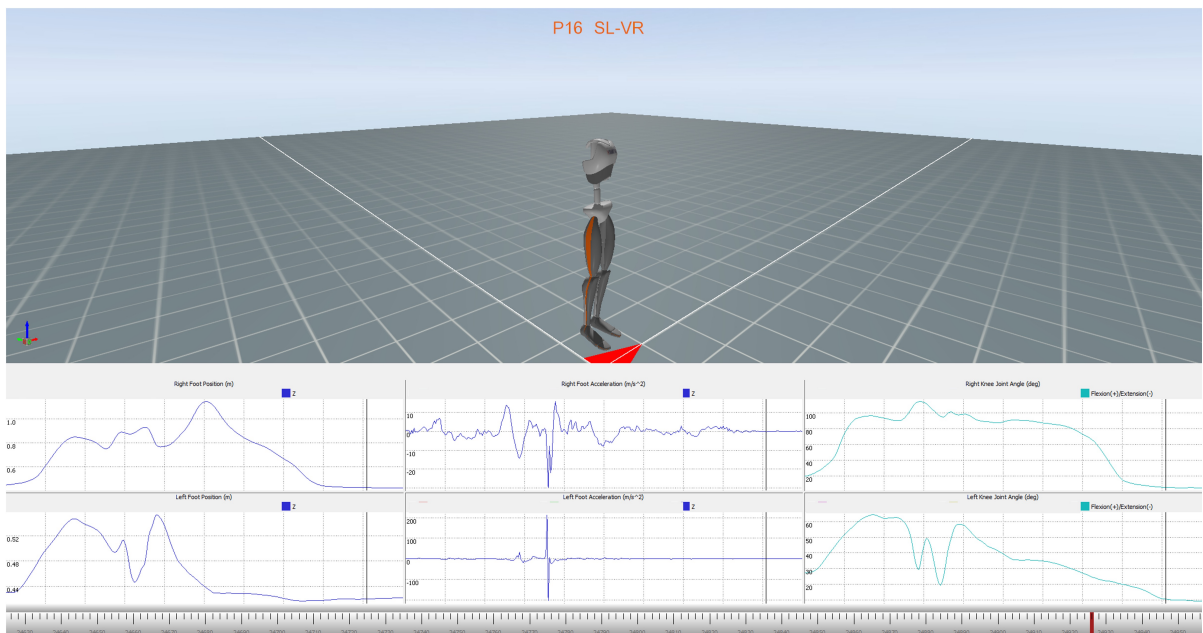 P16 SL-VR
Right Foot Position (m)
Z
1.0
0.8
0.6
Right Foot Acceleration (m/s^2)
Z
10
0
-10
-20
Right Knee Joint Angle (deg)
Flexion(+)/Extension(-)
100
80
60
40
20
Left Foot Position (m)
Z
0.52
0.48
0.44
Left Foot Acceleration (m/s^2)
Z
200
100
0
-100
Left Knee Joint Angle (deg)
Flexion(+)/Extension(-)
60
50
40
30
20